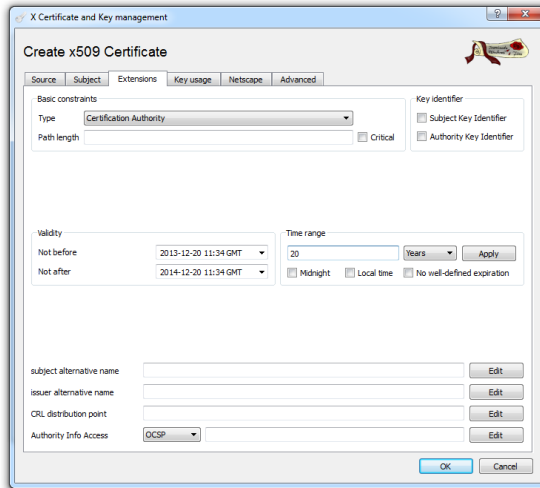 X Certificate and Key management
Create x509 Certificate
Source Subject Extensions Key usage Netscape Advanced
Basic constraints
Type Certification Authority
Path length Critical
Key identifier
Subject Key Identifier
Authority Key Identifier
Validity
Not before 2013-12-20 11:34 GMT
Not after 2014-12-20 11:34 GMT
Time range
20 Years Apply
Midnight Local time No well-defined expiration
subject alternative name Edit
issuer alternative name Edit
CRL distribution point Edit
Authority Info Access OCSP Edit
OK Cancel